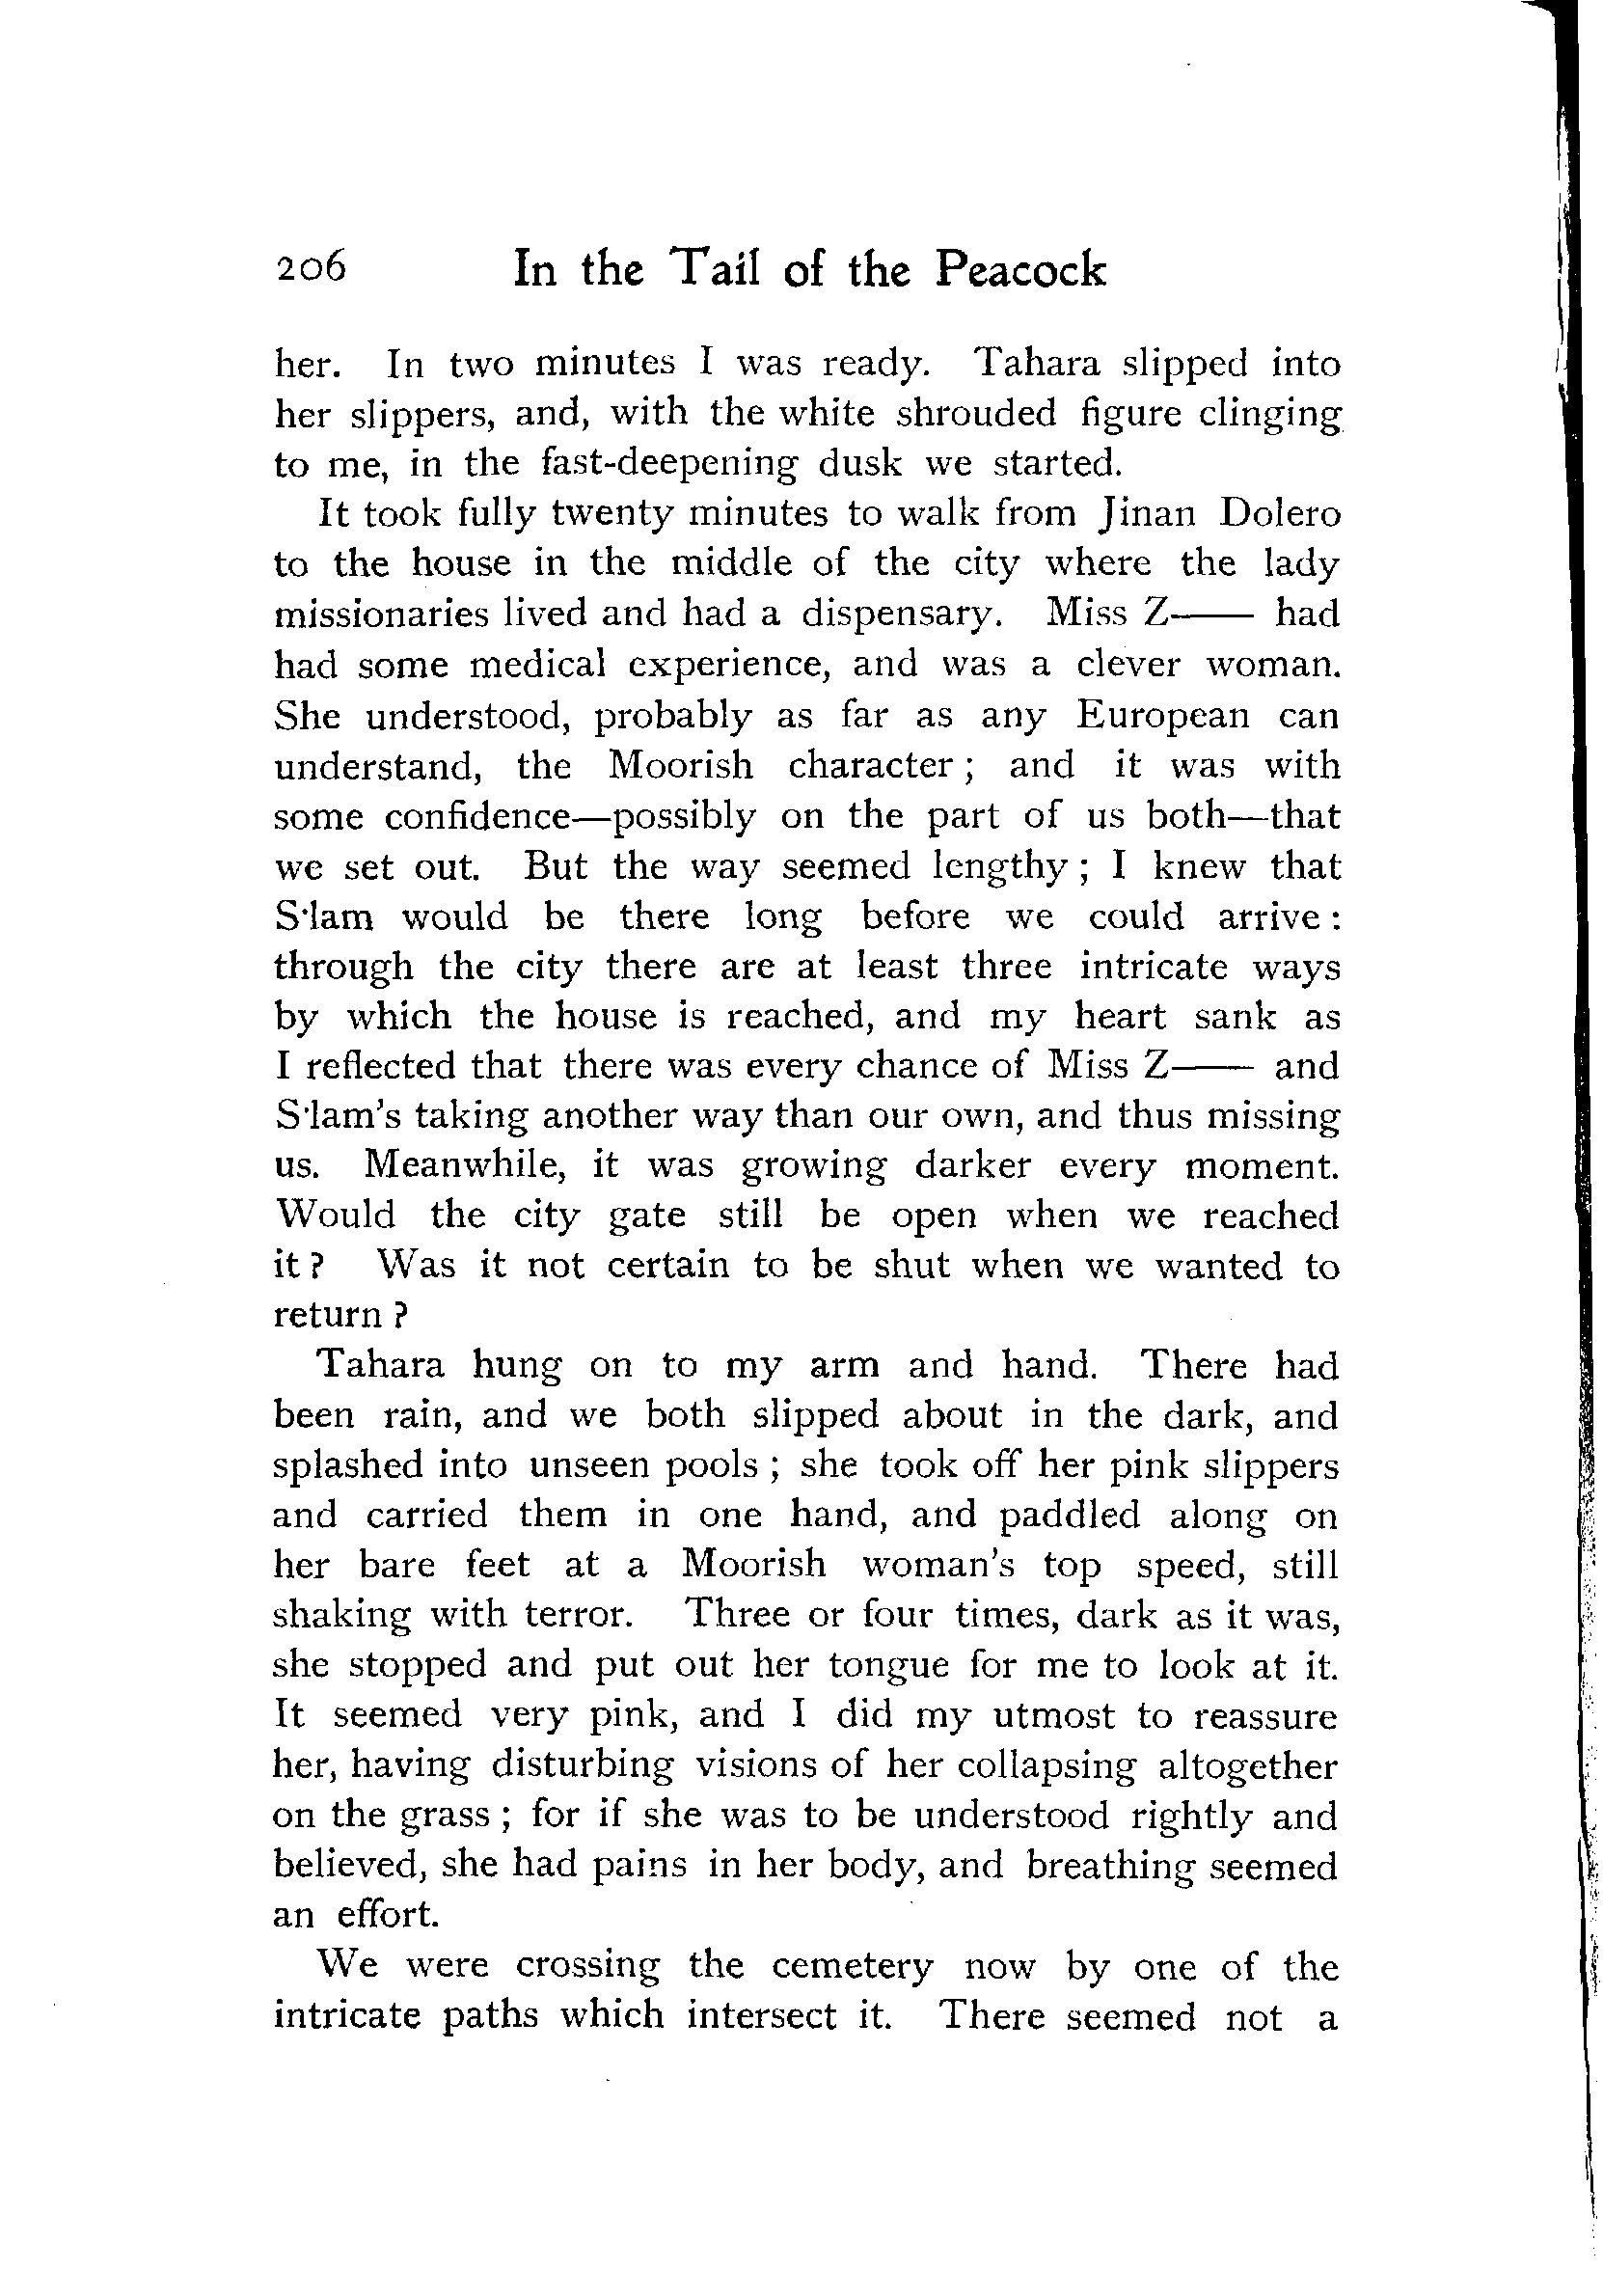 206 In the Tail of the Peacock
her. In two minutes I was ready. Tahara slipped into
her slippers, and, with the white shrouded figure clinging
to me, in the fast-deepening dusk we started.
It took fully twenty minutes to walk from Jinan Dolero
to the house in the middle of the city where the lady
missionaries lived and had a dispensary. Miss Z—— had
had some medical experience, and was a clever woman.
She understood, probably as far as any European can
understand, the Moorish character ; and it was with
some confidence—possibly on the part of us both—that
we set out. But the way seemed lengthy ; I knew that
S'lam would be there long before we could arrive :
through the city there are at least three intricate ways
by which the house is reached, and my heart sank as
I reflected that there was every chance of Miss Z—— and
S'lam's taking another way than our own, and thus missing
us. Meanwhile, it was growing darker every moment.
Would the city gate still be open when we reached
it ? Was it not certain to be shut when we wanted to
return ?
Tahara hung on to my arm and hand. There had
been rain, and we both slipped about in the dark, and
splashed into unseen pools ; she took off her pink slippers
and carried them in one hand, and paddled along on
her bare feet at a Moorish woman's top speed, still
shaking with terror. Three or four times, dark as it was,
she stopped and put out her tongue for me to look at it.
It seemed very pink, and I did my utmost to reassure
her, having disturbing visions of her collapsing altogether
on the grass ; for if she was to be understood rightly and
believed, she had pains in her body, and breathing seemed
an effort.
We were crossing the cemetery now by one of the
intricate paths which intersect it. There seemed not a